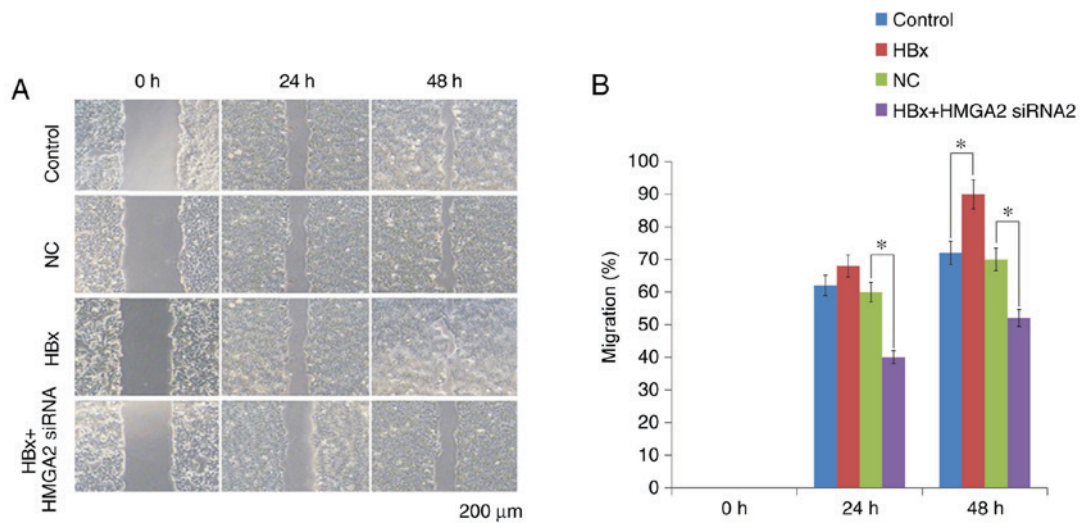 A
0 h
24 h
48 h
Control
NC
HBx
HBx+
HMGA2 siRNA
200 μm
B
Control
HBx
NC
HBx+HMGA2 siRNA2
Migration (%)
100
90
80
70
60
50
40
30
20
10
0
*
*
*
0 h
24 h
48 h